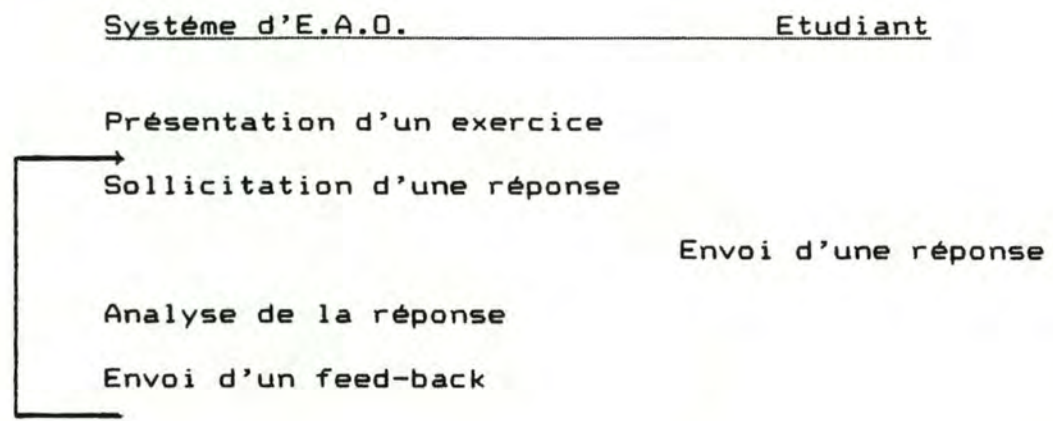 Systéme d'E.A.O. Etudiant
Présentation d'un exercice
Sollicitation d'une réponse
Envoi d'une réponse
Analyse de la réponse
Envoi d'un feed-back